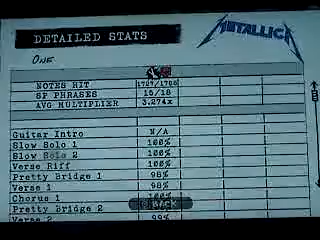 DETAILED STATS
METALLICA
ONE
NOTES HIT
SP PHRASES 16/18
AVG MULTIPLIER 3.274x
Guitar Intro N/A
Slow Solo 1 100%
Slow Solo 2 100%
Verse Riff 100%
Pretty Bridge 1 98%
Verse 1 98%
Chorus 1 100%
Pretty Bridge 2
Verse 2 99%
BACK